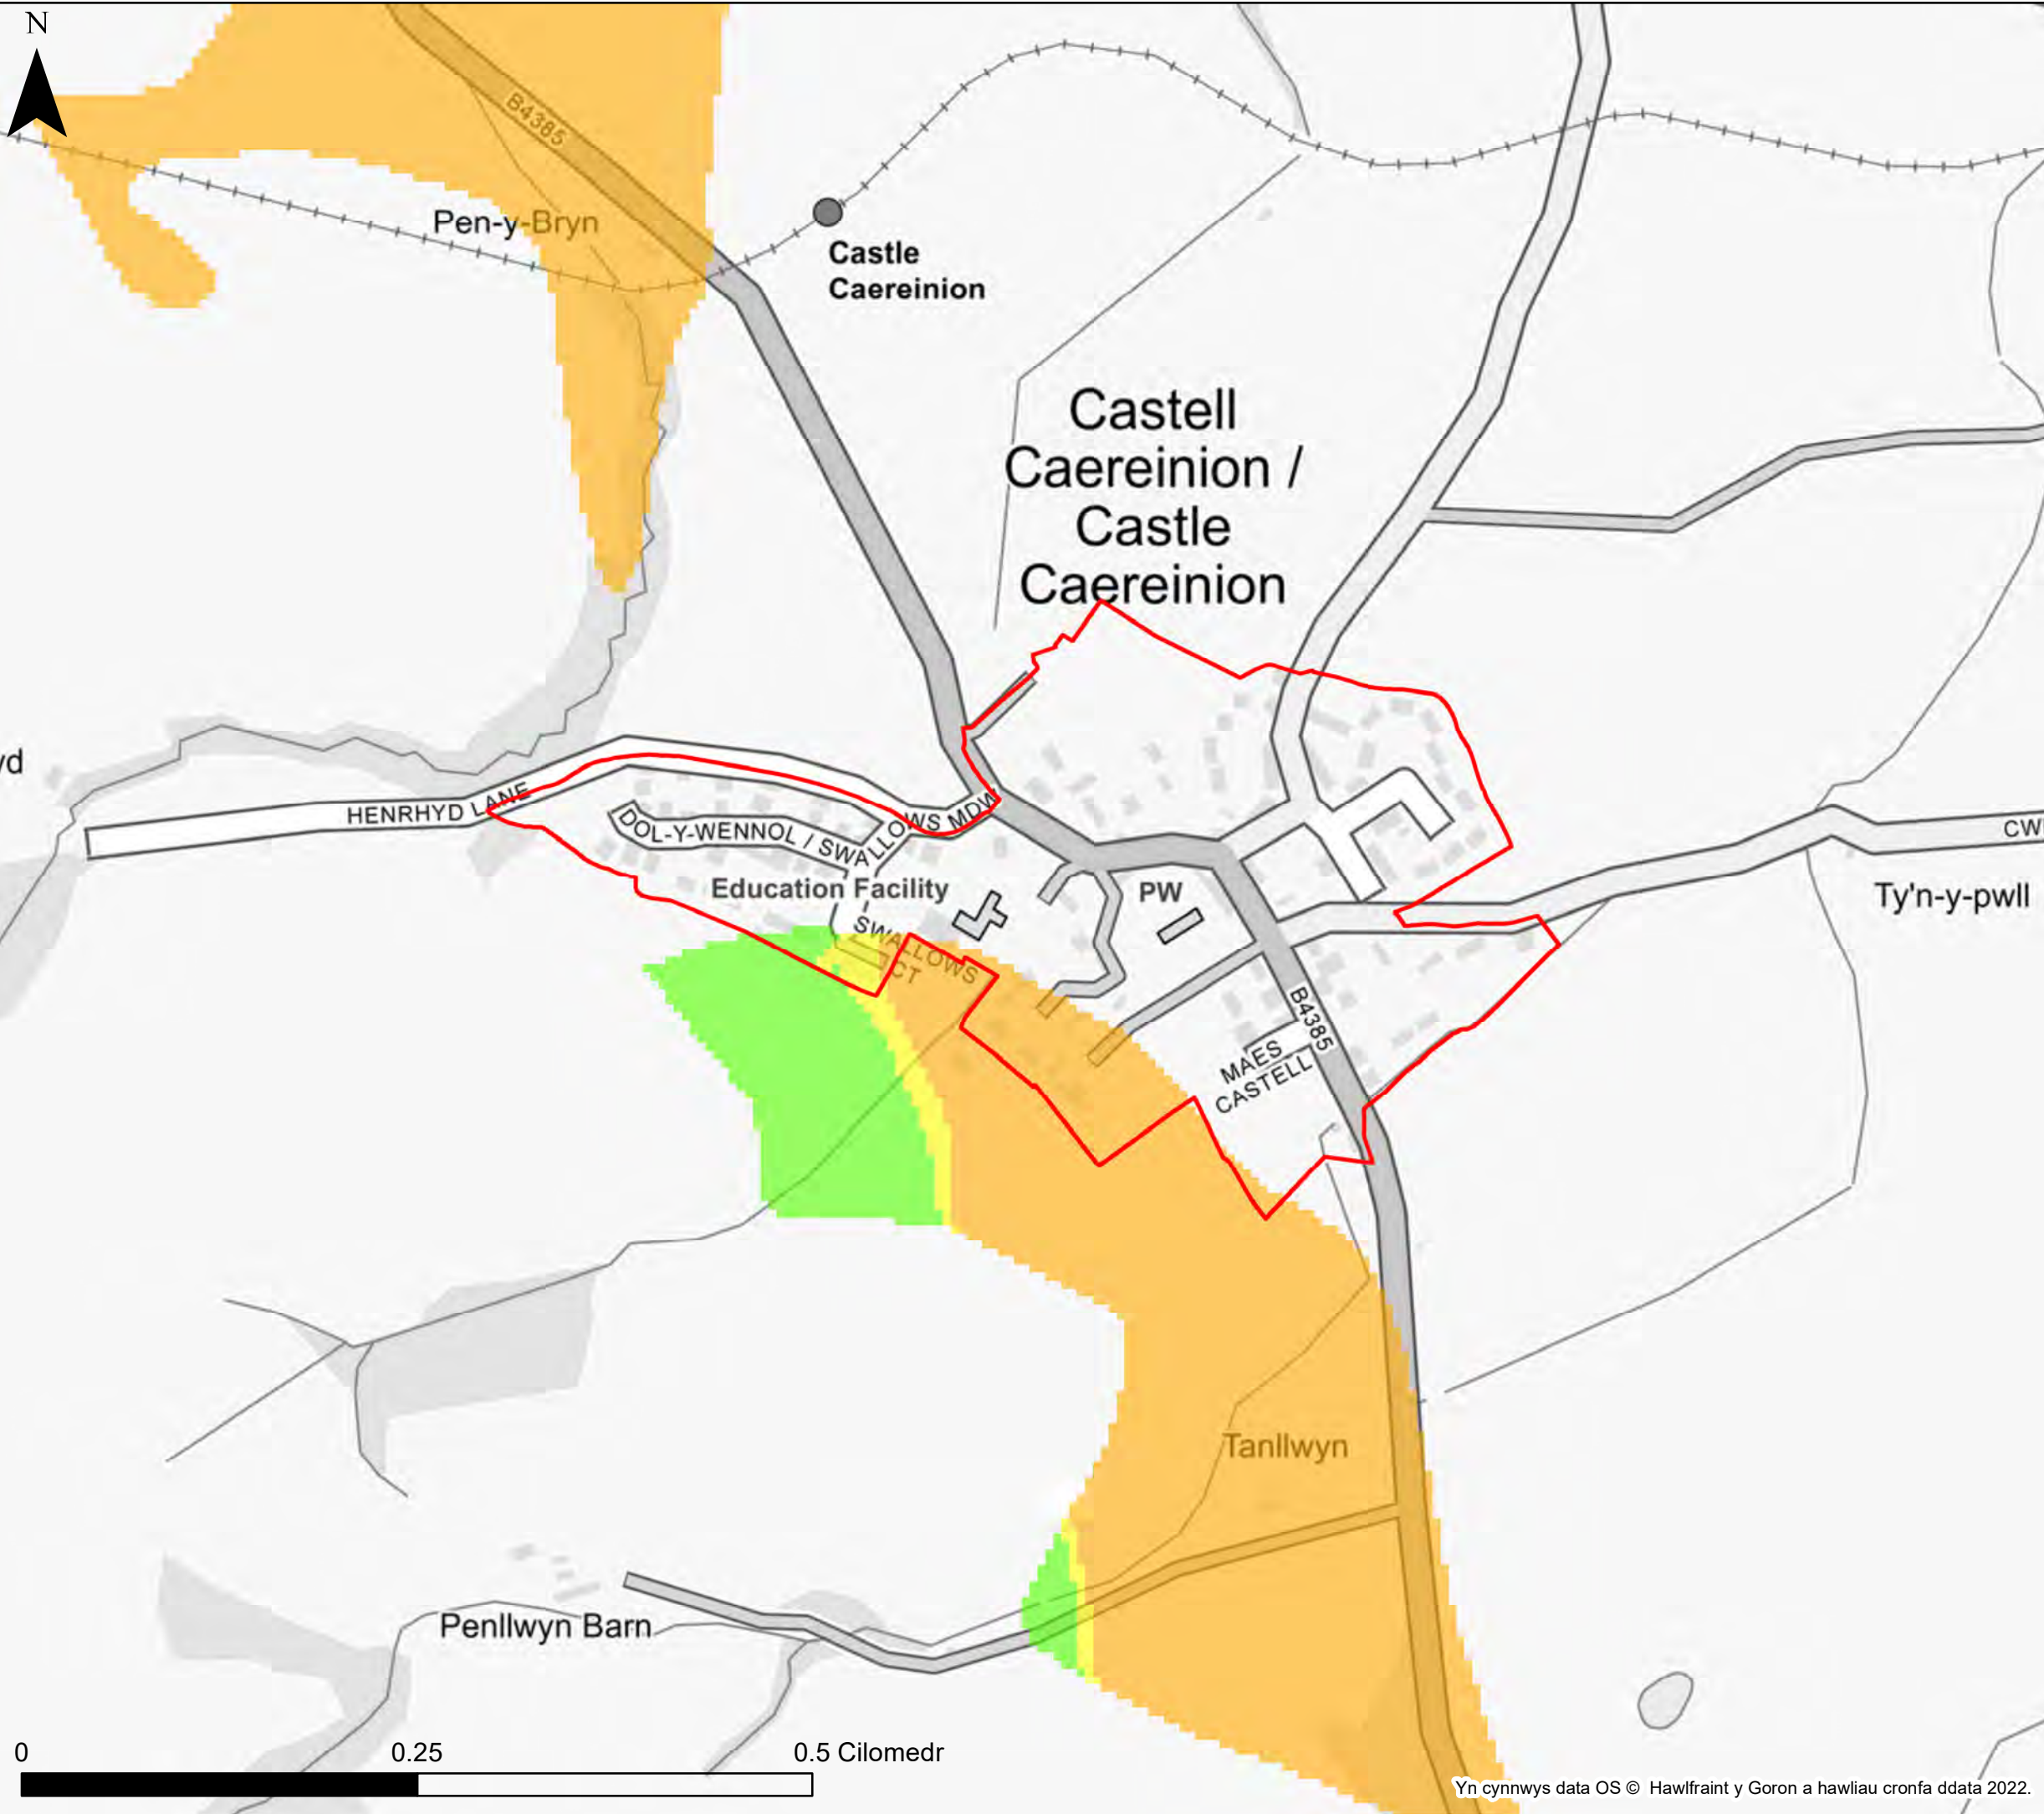 N
B4385
Pen-y-Bryn
Castle
Caereinion
Castell
Caereinion /
Castle
Caereinion
yd
HENRHYD LANE
DOL-Y-WENNOL / SWALLOWS MDW
Education Facility
PW
SWALLOWS
CT
CW
Ty'n-y-pwll
B4385
MAES
CASTELL
Tanllwyn
Penllwyn Barn
0
0.25
0.5 Cilomedr
Yn cynnwys data OS © Hawlfraint y Goron a hawliau cronfa ddata 2022.